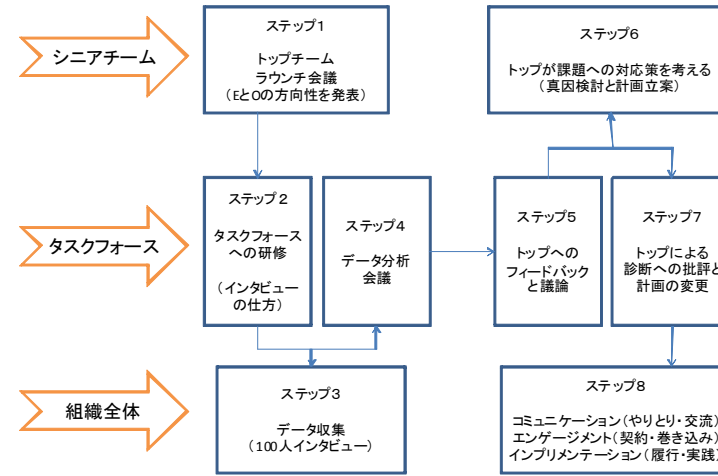 シニアチーム
ステップ1
トップチーム
ラウンチ会議
(EとOの方向性を発表)
ステップ6
トップが課題への対応策を考える
(真因検討と計画立案)
タスクフォース
ステップ2
タスクフォース
への研修
(インタビュー
の仕方)
ステップ4
データ分析
会議
ステップ5
トップへの
フィードバック
と議論
ステップ7
トップによる
診断への批評と
計画の変更
組織全体
ステップ3
データ収集
(100人インタビュー)
ステップ8
コミュニケーション(やりとり・交流)
エンゲージメント(契約・巻き込み)
インプリメンテーション(履行・実践)